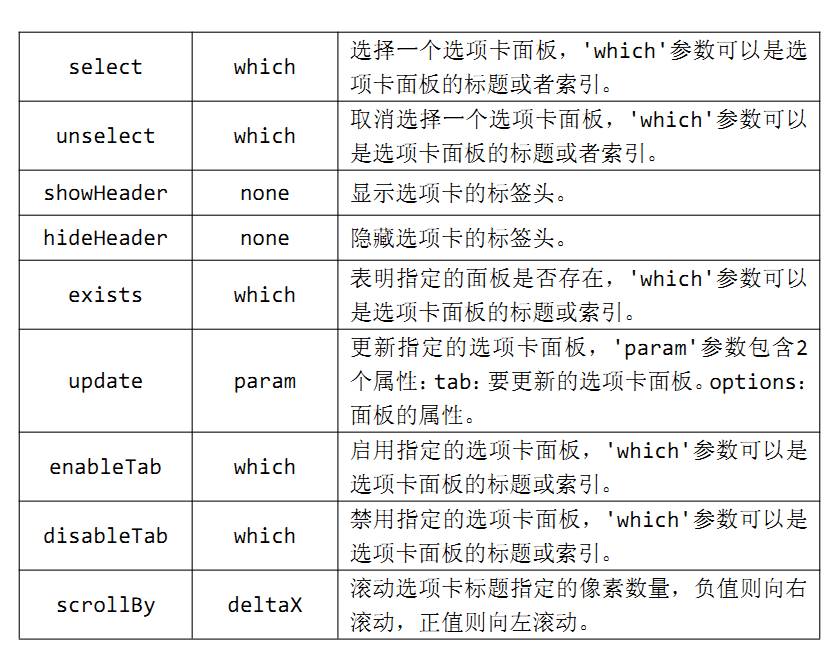 select which 选择一个选项卡面板，'which'参数可以是选
项卡面板的标题或者索引。
unselect which 取消选择一个选项卡面板，'which'参数可以
是选项卡面板的标题或者索引。
showHeader none 显示选项卡的标签头。
hideHeader none 隐藏选项卡的标签头。
exists which 表明指定的面板是否存在，'which'参数可以
是选项卡面板的标题或索引。
update param 更新指定的选项卡面板，'param'参数包含2
个属性：tab：要更新的选项卡面板。options：
面板的属性。
enableTab which 启用指定的选项卡面板，'which'参数可以是
选项卡面板的标题或索引。
disableTab which 禁用指定的选项卡面板，'which'参数可以是
选项卡面板的标题或索引。
scrollBy deltaX 滚动选项卡标题指定的像素数量，负值则向右
滚动，正值则向左滚动。